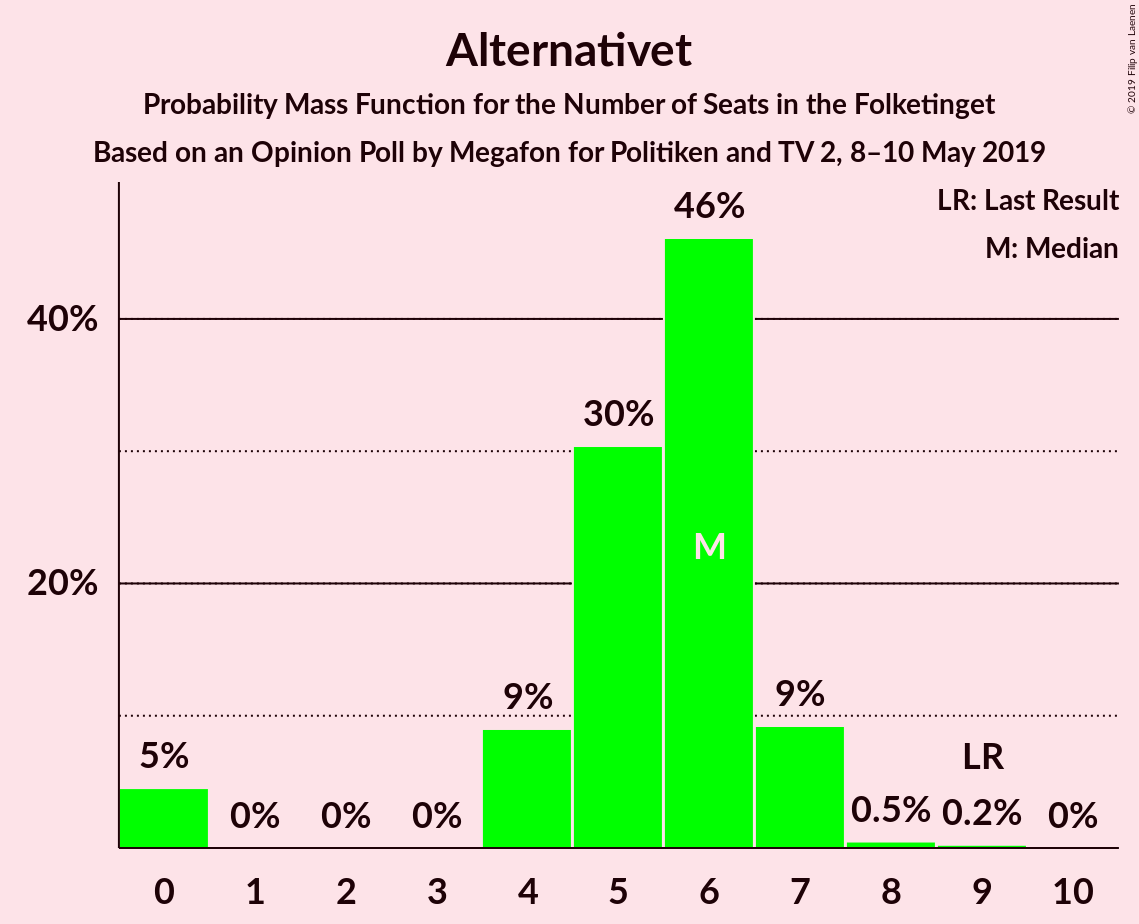 Alternativet
Probability Mass Function for the Number of Seats in the Folketinget
Based on an Opinion Poll by Megafon for Politiken and TV 2, 8–10 May 2019
© 2019 Filip van Laenen
LR: Last Result
M: Median
40%
20%
5%
0%
0%
0%
9%
30%
46%
M
9%
0.5%
LR
0.2%
0%
0 1 2 3 4 5 6 7 8 9 10